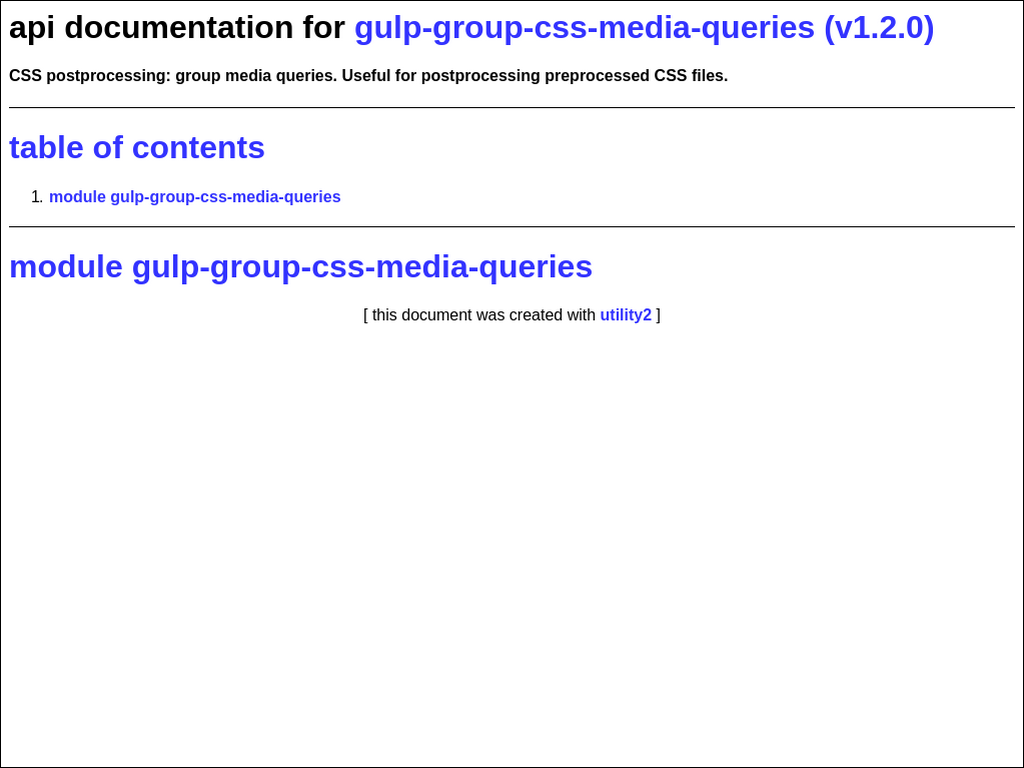 api documentation for gulp-group-css-media-queries (v1.2.0)
CSS postprocessing: group media queries. Useful for postprocessing preprocessed CSS files.
table of contents
1. module gulp-group-css-media-queries
module gulp-group-css-media-queries
[ this document was created with utility2 ]